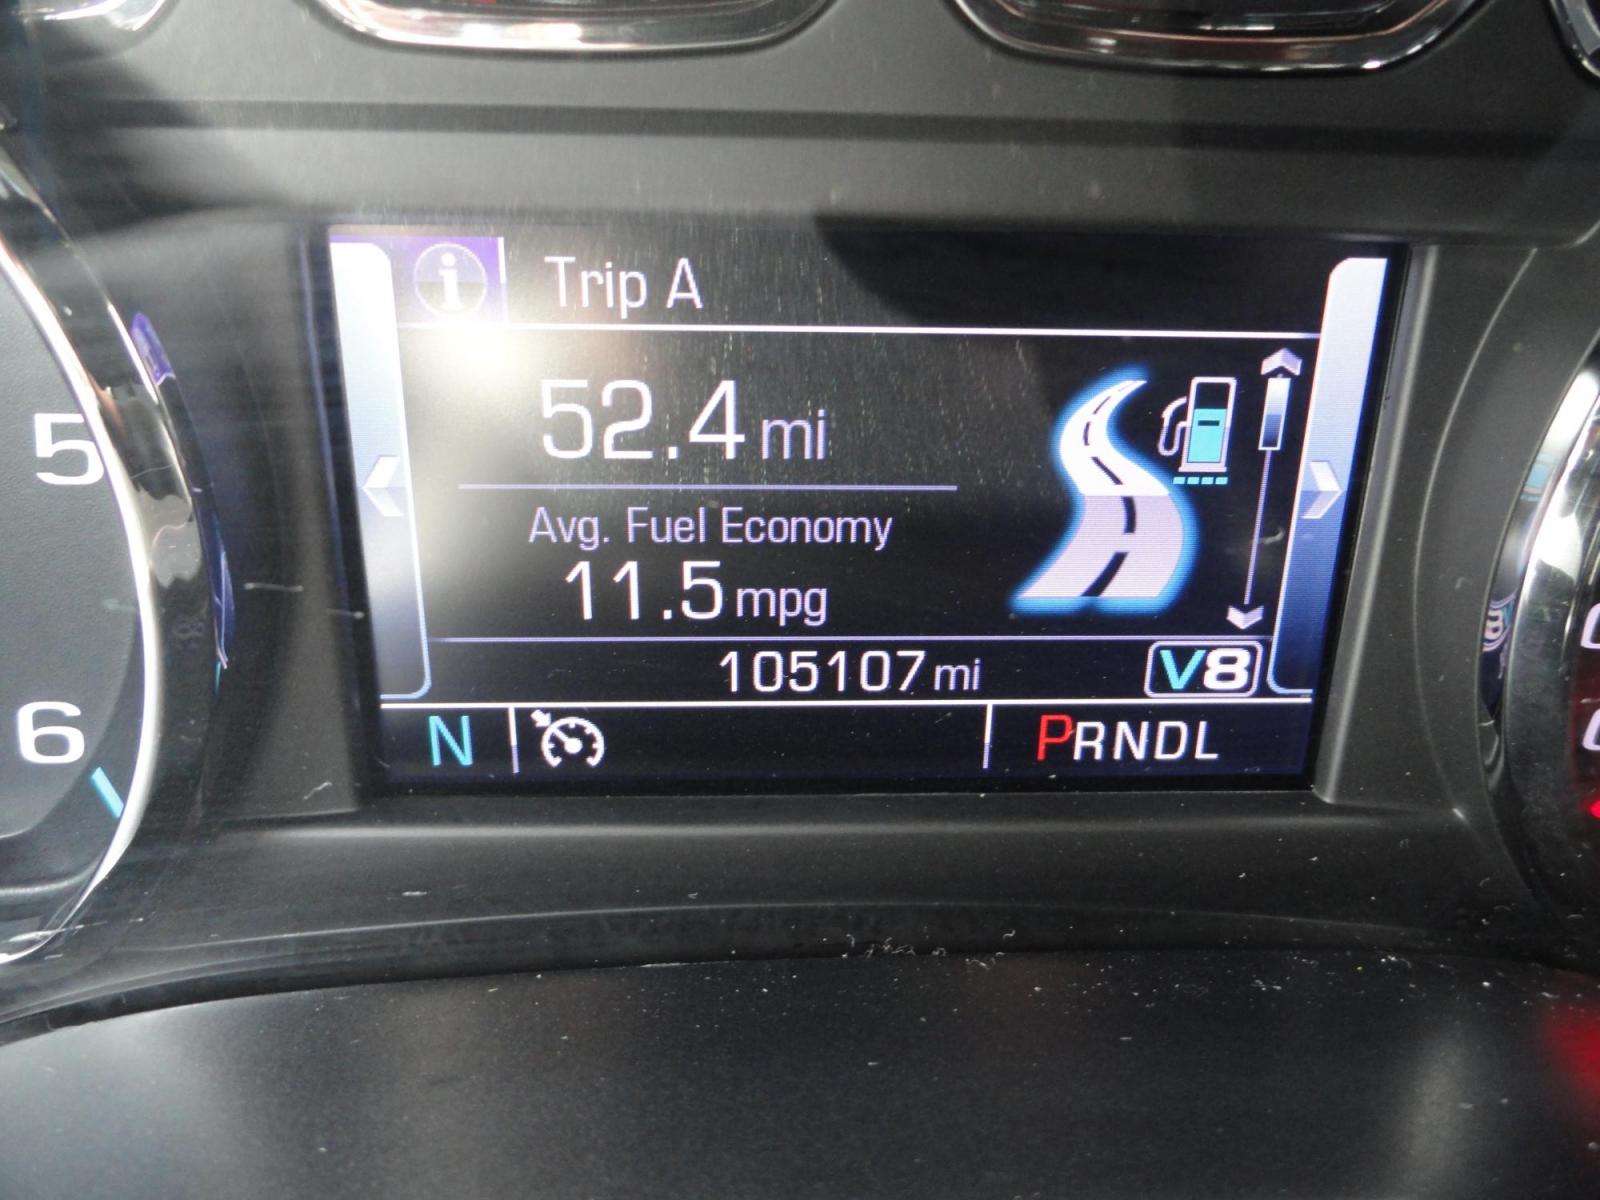 i Trip A
52.4 mi
Avg. Fuel Economy
11.5 mpg
105107 mi V8
N PRNDL
5
6